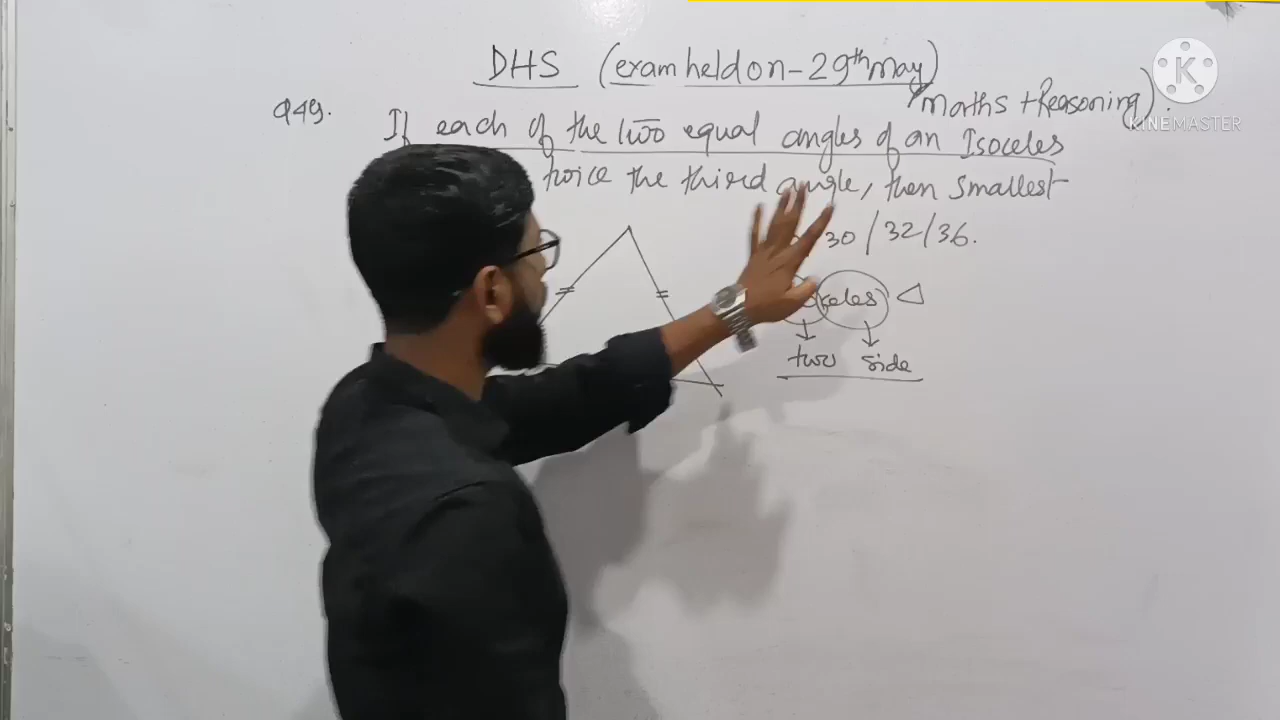 DHS (exam held on - 29th May)
Maths + Reasoning).
Q49. If each of the two equal angles of an Isoceles
twice the third angle, then smallest
30 / 32 / 36.
celes
two side
K
KINEMASTER